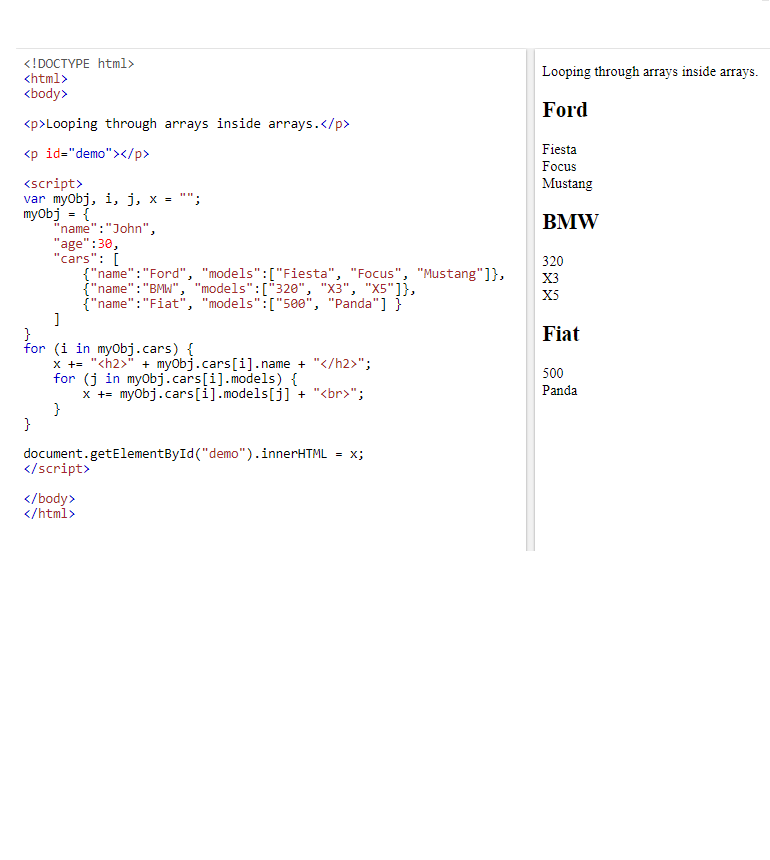 <!DOCTYPE html>
<html>
<body>
<p>Looping through arrays inside arrays.</p>
<p id="demo"></p>
<script>
var myObj, i, j, x = "";
myObj = {
    "name":"John",
    "age":30,
    "cars": [
        {"name":"Ford", "models":["Fiesta", "Focus", "Mustang"]},
        {"name":"BMW", "models":["320", "X3", "X5"]},
        {"name":"Fiat", "models":["500", "Panda"] }
    ]
}
for (i in myObj.cars) {
    x += "<h2>" + myObj.cars[i].name + "</h2>";
    for (j in myObj.cars[i].models) {
        x += myObj.cars[i].models[j] + "<br>";
    }
}
document.getElementById("demo").innerHTML = x;
</script>
</body>
</html>
Looping through arrays inside arrays.
Ford
Fiesta
Focus
Mustang
BMW
320
X3
X5
Fiat
500
Panda